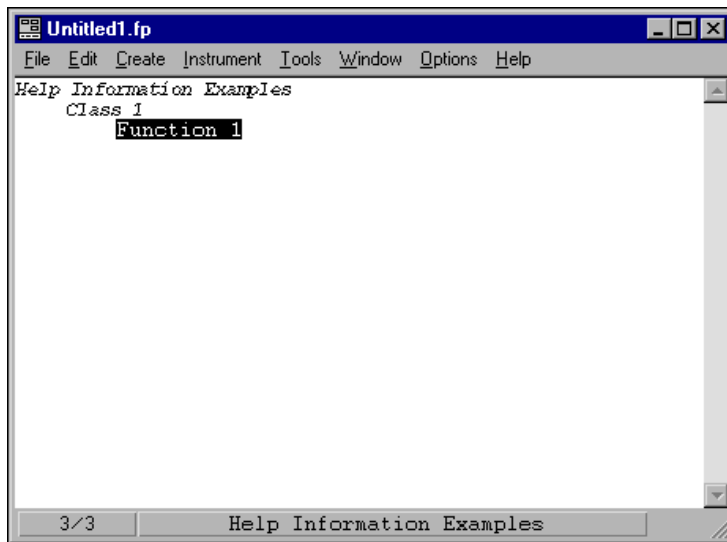 Untitled1.fp
File Edit Create Instrument Tools Window Options Help
Help Information Examples
Class 1
Function 1
3/3 Help Information Examples